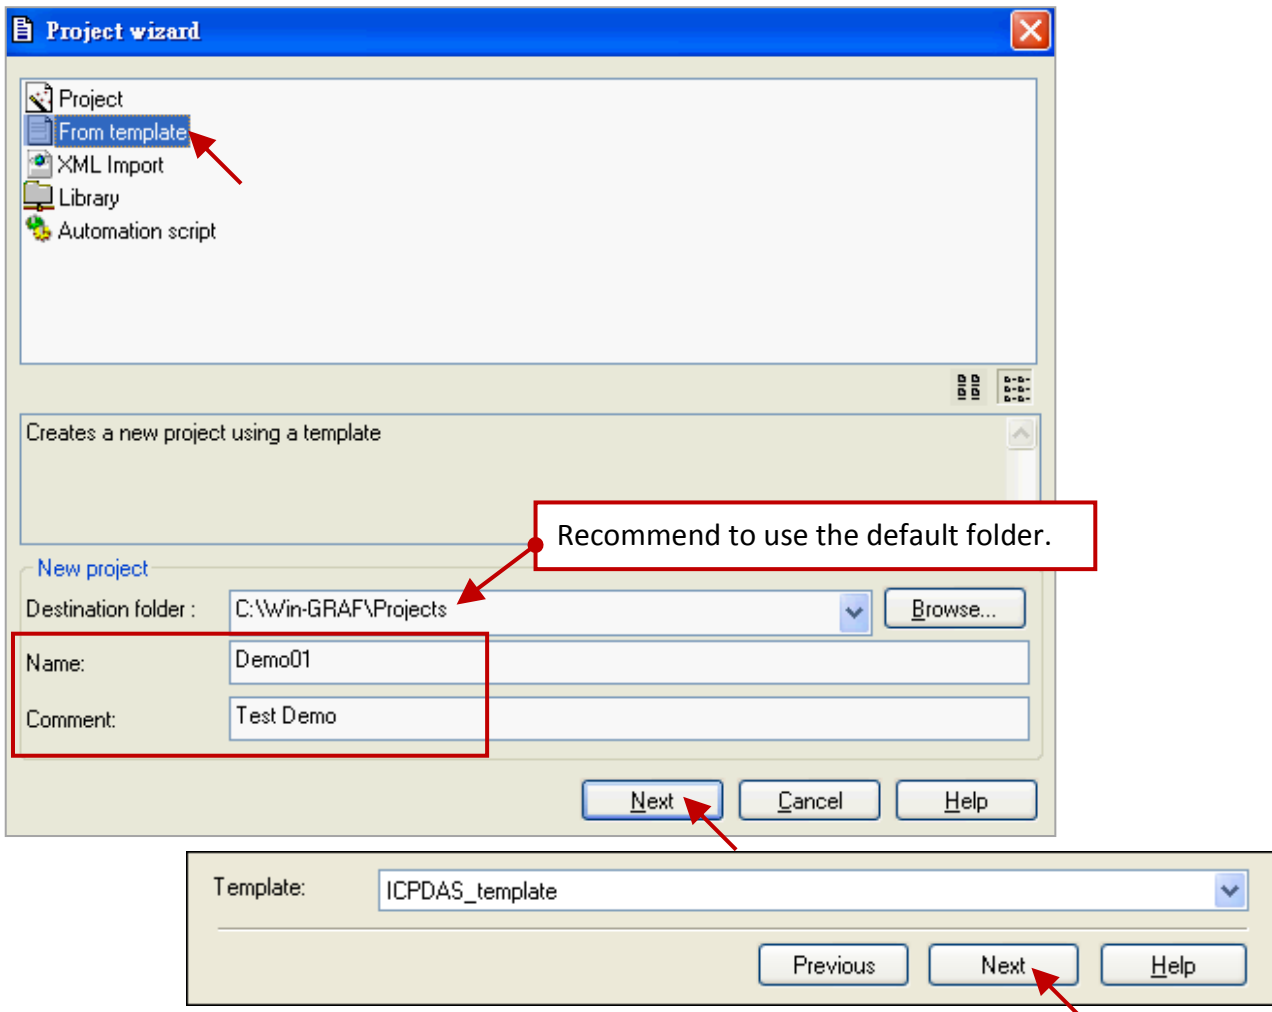 Project wizard
Project
From template
XML Import
Library
Automation script
Creates a new project using a template
Recommend to use the default folder.
New project
Destination folder : C:\Win-GRAF\Projects Browse...
Name: Demo01
Comment: Test Demo
Next Cancel Help
Template: ICPDAS_template
Previous Next Help